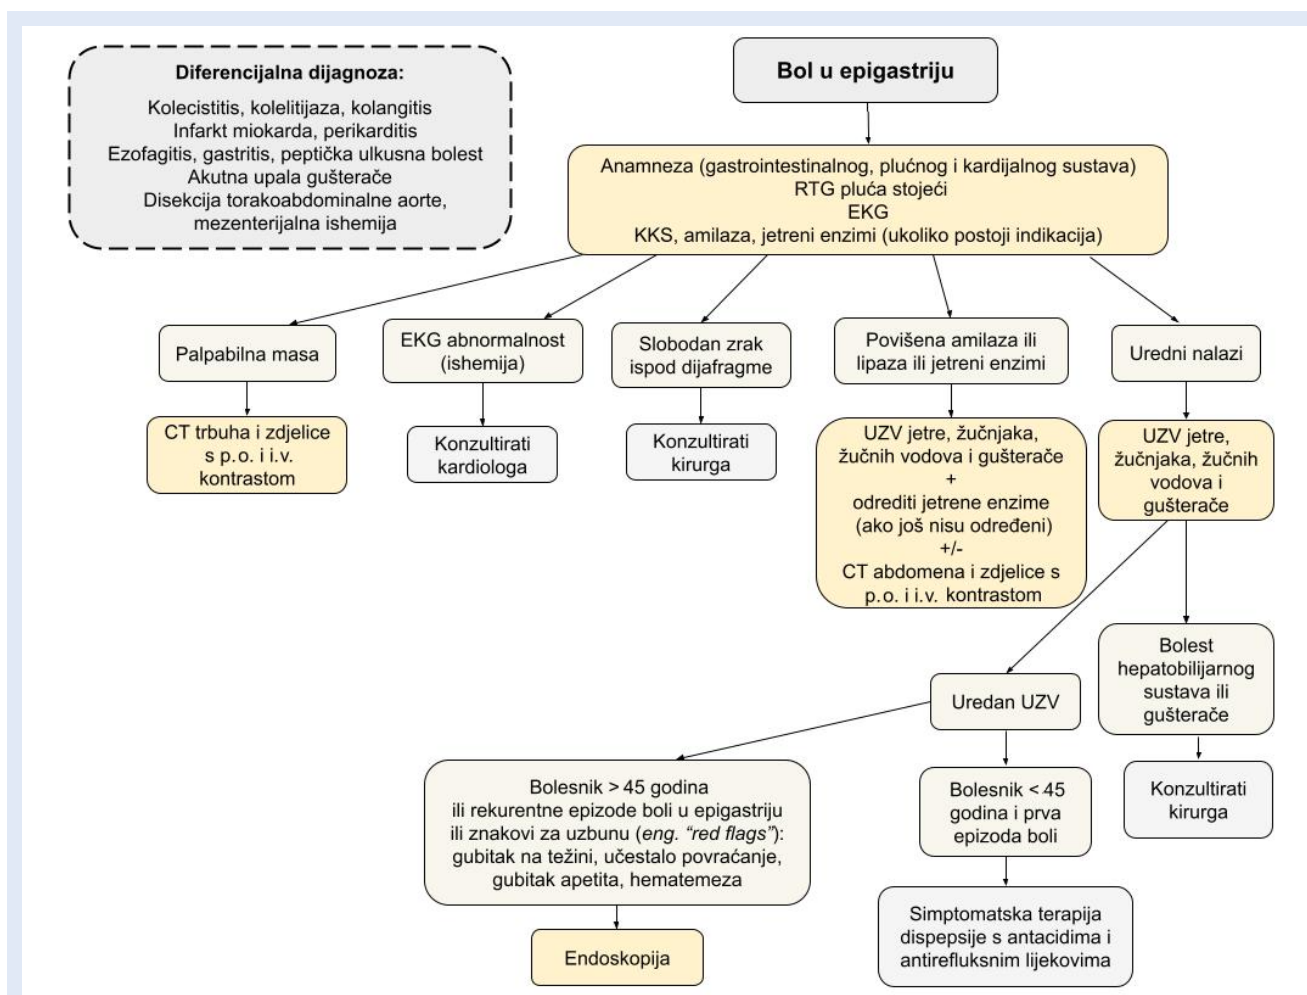 Diferencijalna dijagnoza:
Kolecistitis, kolelitijaza, kolangitis
Infarkt miokarda, perikarditis
Ezofagitis, gastritis, peptička ulkusna bolest
Akutna upala gušterače
Disekcija torakoabdominalne aorte,
mezenterijalna ishemija
Bol u epigastriju
Anamneza (gastrointestinalnog, plućnog i kardijalnog sustava)
RTG pluća stojeći
EKG
KKS, amilaza, jetreni enzimi (ukoliko postoji indikacija)
Palpabilna masa
EKG abnormalnost
(ishemija)
Slobodan zrak
ispod dijafragme
Povišena amilaza ili
lipaza ili jetreni enzimi
Uredni nalazi
CT trbuha i zdjelice
s p.o. i i.v.
kontrastom
Konzultirati
kardiologa
Konzultirati
kirurga
UZV jetre, žučnjaka,
žučnih vodova i gušterače
+
odrediti jetrene enzime
(ako još nisu određeni)
+/-
CT abdomena i zdjelice s
p.o. i i.v. kontrastom
UZV jetre,
žučnjaka, žučnih
vodova i
gušterače
Bolest
hepatobilijarnog
sustava ili
gušterače
Uredan UZV
Bolesnik > 45 godina
ili rekurentne epizode boli u epigastriju
ili znakovi za uzbunu (eng. “red flags”):
gubitak na težini, učestalo povraćanje,
gubitak apetita, hematemeza
Bolesnik < 45
godina i prva
epizoda boli
Konzultirati
kirurga
Endoskopija
Simptomatska terapija
dispepsije s antacidima i
antirefluksnim lijekovima